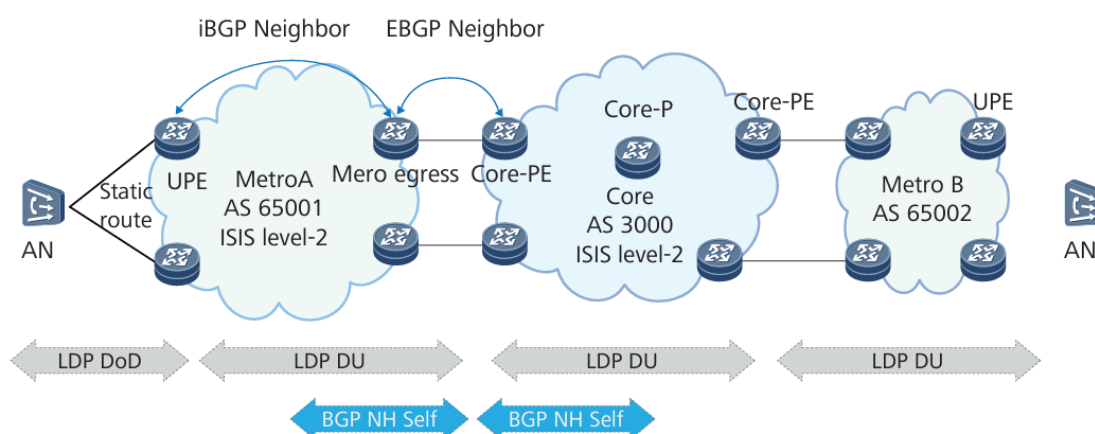 iBGP Neighbor
EBGP Neighbor
Core-P
Core-PE
UPE
Static
route
UPE
MetroA
AS 65001
ISIS level-2
Mero egress
Core-PE
Core
AS 3000
ISIS level-2
Metro B
AS 65002
AN
AN
LDP DoD
LDP DU
LDP DU
LDP DU
BGP NH Self
BGP NH Self